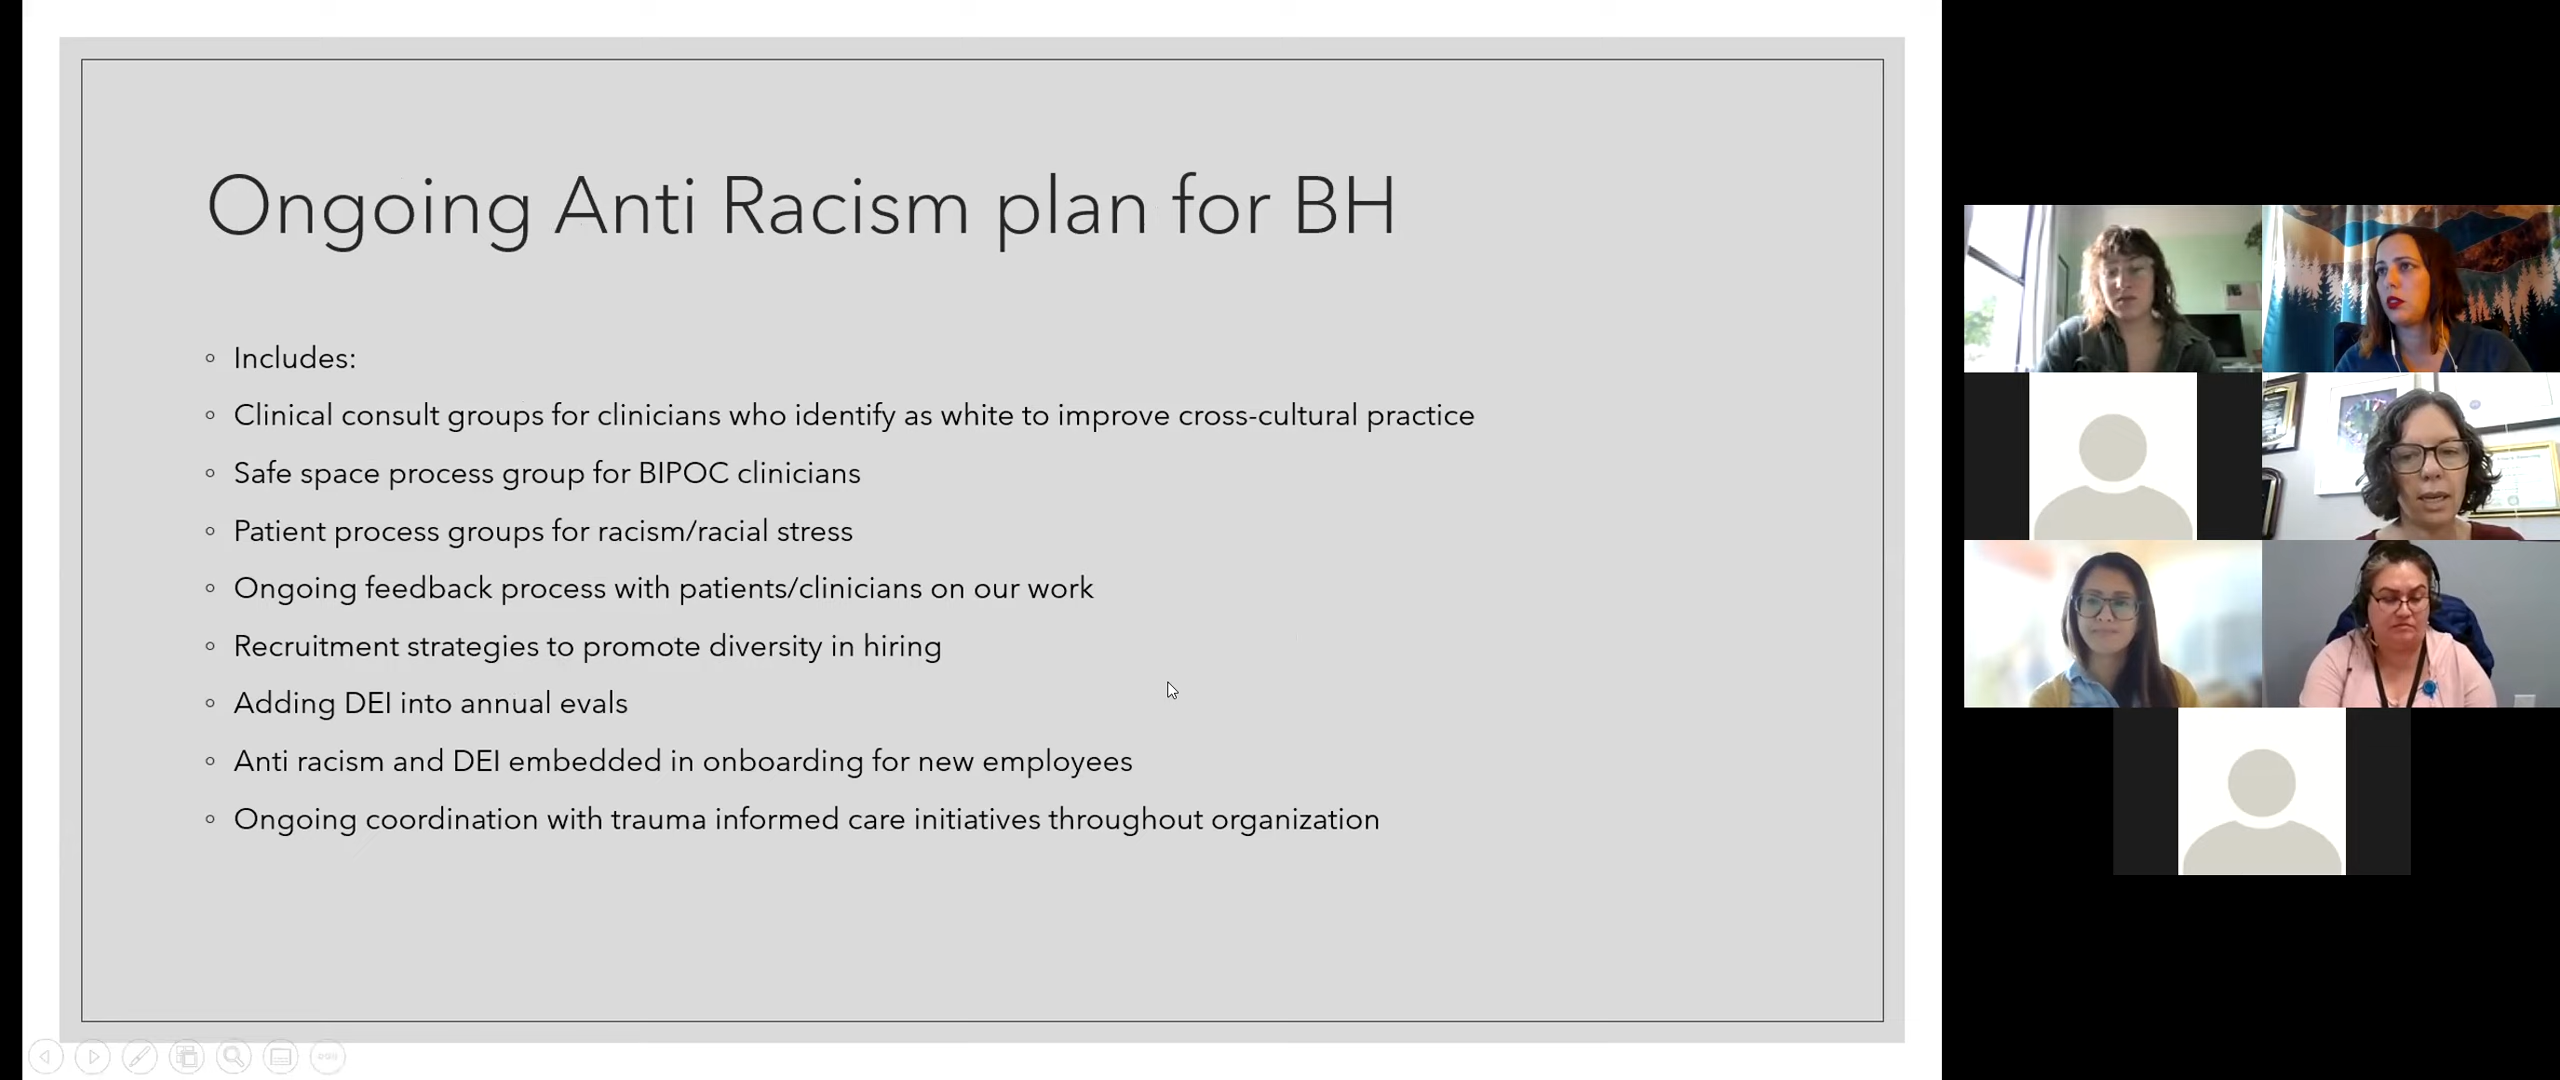 Ongoing Anti Racism plan for BH
Includes:
Clinical consult groups for clinicians who identify as white to improve cross-cultural practice
Safe space process group for BIPOC clinicians
Patient process groups for racism/racial stress
Ongoing feedback process with patients/clinicians on our work
Recruitment strategies to promote diversity in hiring
Adding DEI into annual evals
Anti racism and DEI embedded in onboarding for new employees
Ongoing coordination with trauma informed care initiatives throughout organization